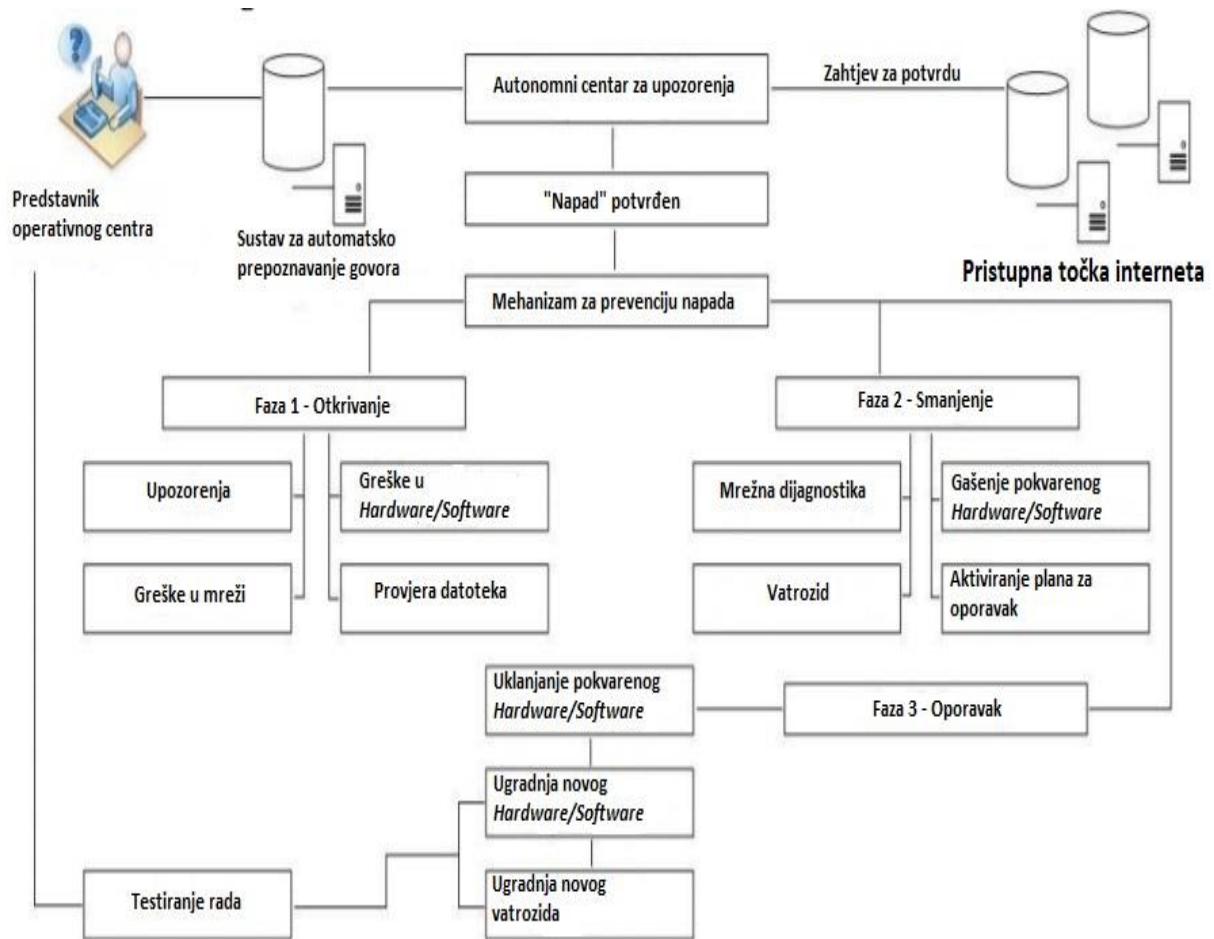 Autonomni centar za upozorenja
Zahtjev za potvrdu
Predstavnik
operativnog centra
Sustav za automatsko
prepoznavanje govora
"Napad" potvrđen
Pristupna točka interneta
Mehanizam za prevenciju napada
Faza 1 - Otkrivanje
Faza 2 - Smanjenje
Upozorenja
Greške u
Hardware/Software
Mrežna dijagnostika
Gašenje pokvarenog
Hardware/Software
Greške u mreži
Provjera datoteka
Vatrozid
Aktiviranje plana za
oporavak
Uklanjanje pokvarenog
Hardware/Software
Faza 3 - Oporavak
Ugradnja novog
Hardware/Software
Testiranje rada
Ugradnja novog
vatrozida